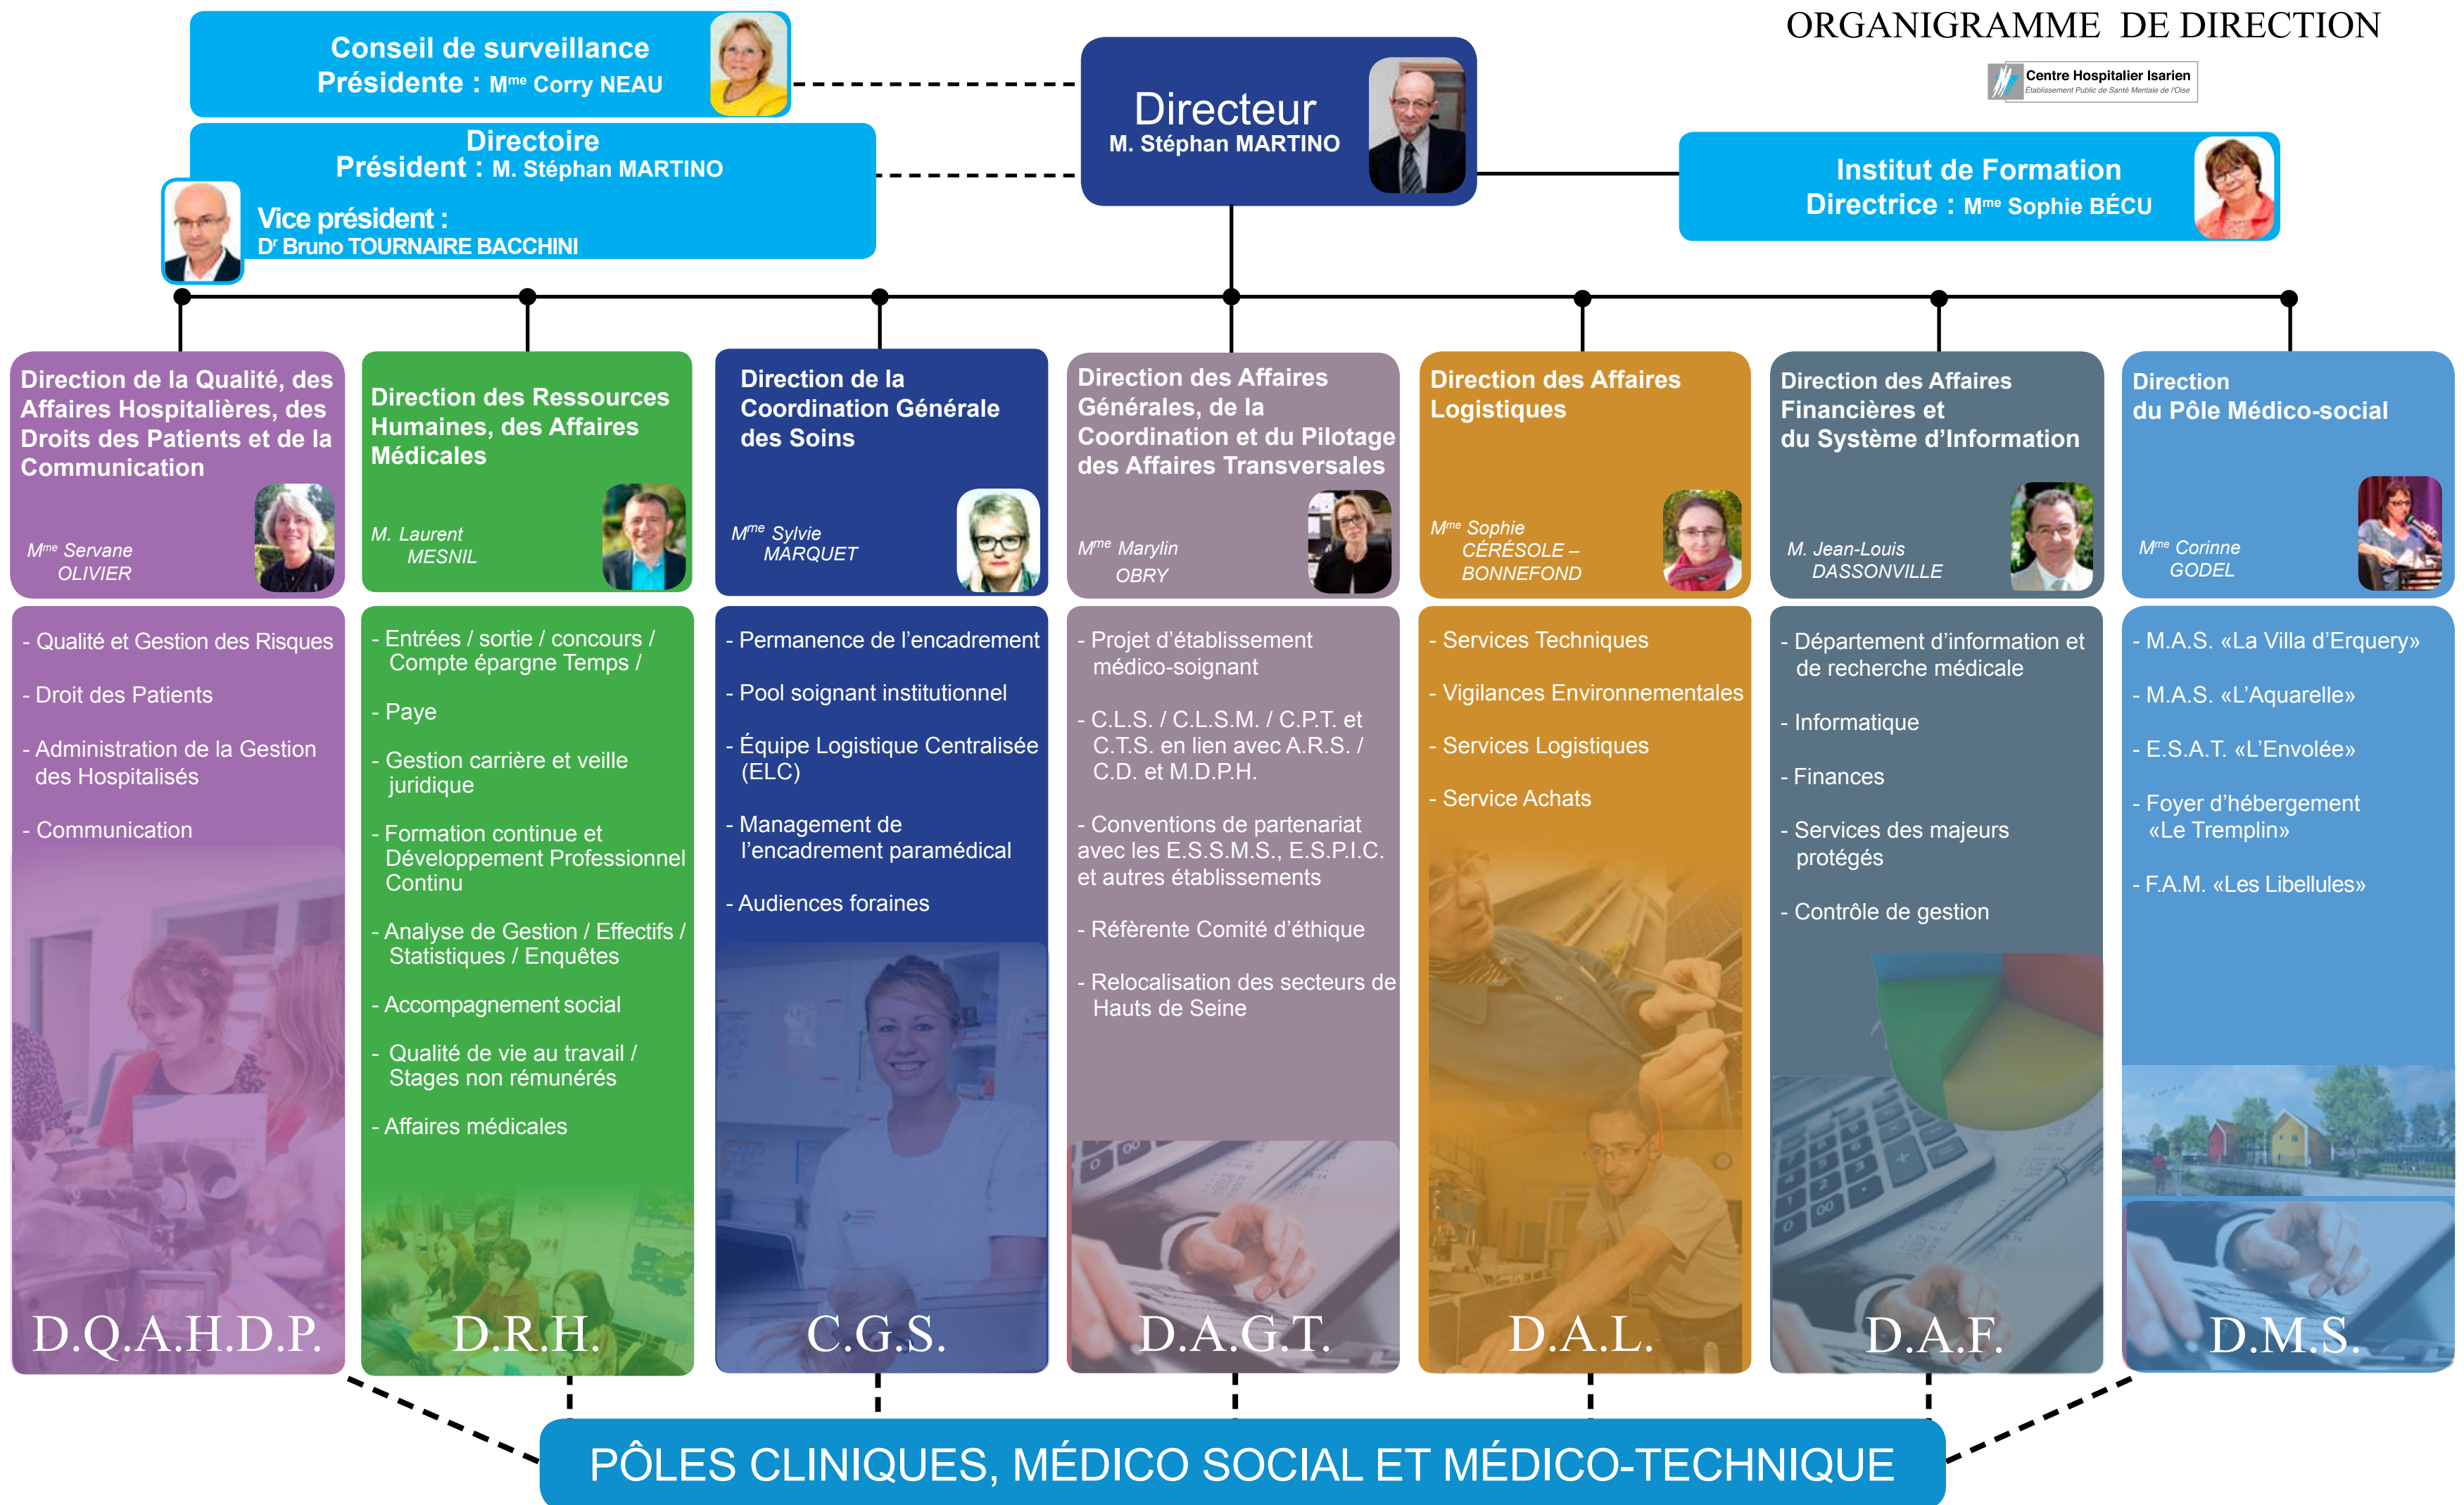 ORGANIGRAMME DE DIRECTION
Centre Hospitalier Isarien
Établissement Public de Santé Mentale de l'Oise
Conseil de surveillance
Présidente : Mme Corry NEAU
Directoire
Président : M. Stéphan MARTINO
Vice président :
Dr Bruno TOURNAIRE BACCHINI
Directeur
M. Stéphan MARTINO
Institut de Formation
Directrice : Mme Sophie BÉCU
Direction de la Qualité, des
Affaires Hospitalières, des
Droits des Patients et de la
Communication
Mme Servane
OLIVIER
- Qualité et Gestion des Risques
- Droit des Patients
- Administration de la Gestion
des Hospitalisés
- Communication
D.Q.A.H.D.P.
Direction des Ressources
Humaines, des Affaires
Médicales
M. Laurent
MESNIL
- Entrées / sortie / concours /
Compte épargne Temps /
- Paye
- Gestion carrière et veille
juridique
- Formation continue et
Développement Professionnel
Continu
- Analyse de Gestion / Effectifs /
Statistiques / Enquêtes
- Accompagnement social
- Qualité de vie au travail /
Stages non rémunérés
- Affaires médicales
D.R.H.
Direction de la
Coordination Générale
des Soins
Mme Sylvie
MARQUET
- Permanence de l'encadrement
- Pool soignant institutionnel
- Équipe Logistique Centralisée
(ELC)
- Management de
l'encadrement paramédical
- Audiences foraines
C.G.S.
Direction des Affaires
Générales, de la
Coordination et du Pilotage
des Affaires Transversales
Mme Marylin
OBRY
- Projet d'établissement
médico-soignant
- C.L.S. / C.L.S.M. / C.P.T. et
C.T.S. en lien avec A.R.S. /
C.D. et M.D.P.H.
- Conventions de partenariat
avec les E.S.S.M.S., E.S.P.I.C.
et autres établissements
- Réfèrente Comité d'éthique
- Relocalisation des secteurs de
Hauts de Seine
D.A.G.T.
Direction des Affaires
Logistiques
Mme Sophie
CÉRÉSOLE –
BONNEFOND
- Services Techniques
- Vigilances Environnementales
- Services Logistiques
- Service Achats
D.A.L.
Direction des Affaires
Financières et
du Système d'Information
M. Jean-Louis
DASSONVILLE
- Département d'information et
de recherche médicale
- Informatique
- Finances
- Services des majeurs
protégés
- Contrôle de gestion
D.A.F.
Direction
du Pôle Médico-social
Mme Corinne
GODEL
- M.A.S. «La Villa d'Erquery»
- M.A.S. «L'Aquarelle»
- E.S.A.T. «L'Envolée»
- Foyer d'hébergement
«Le Tremplin»
- F.A.M. «Les Libellules»
D.M.S.
PÔLES CLINIQUES, MÉDICO SOCIAL ET MÉDICO-TECHNIQUE